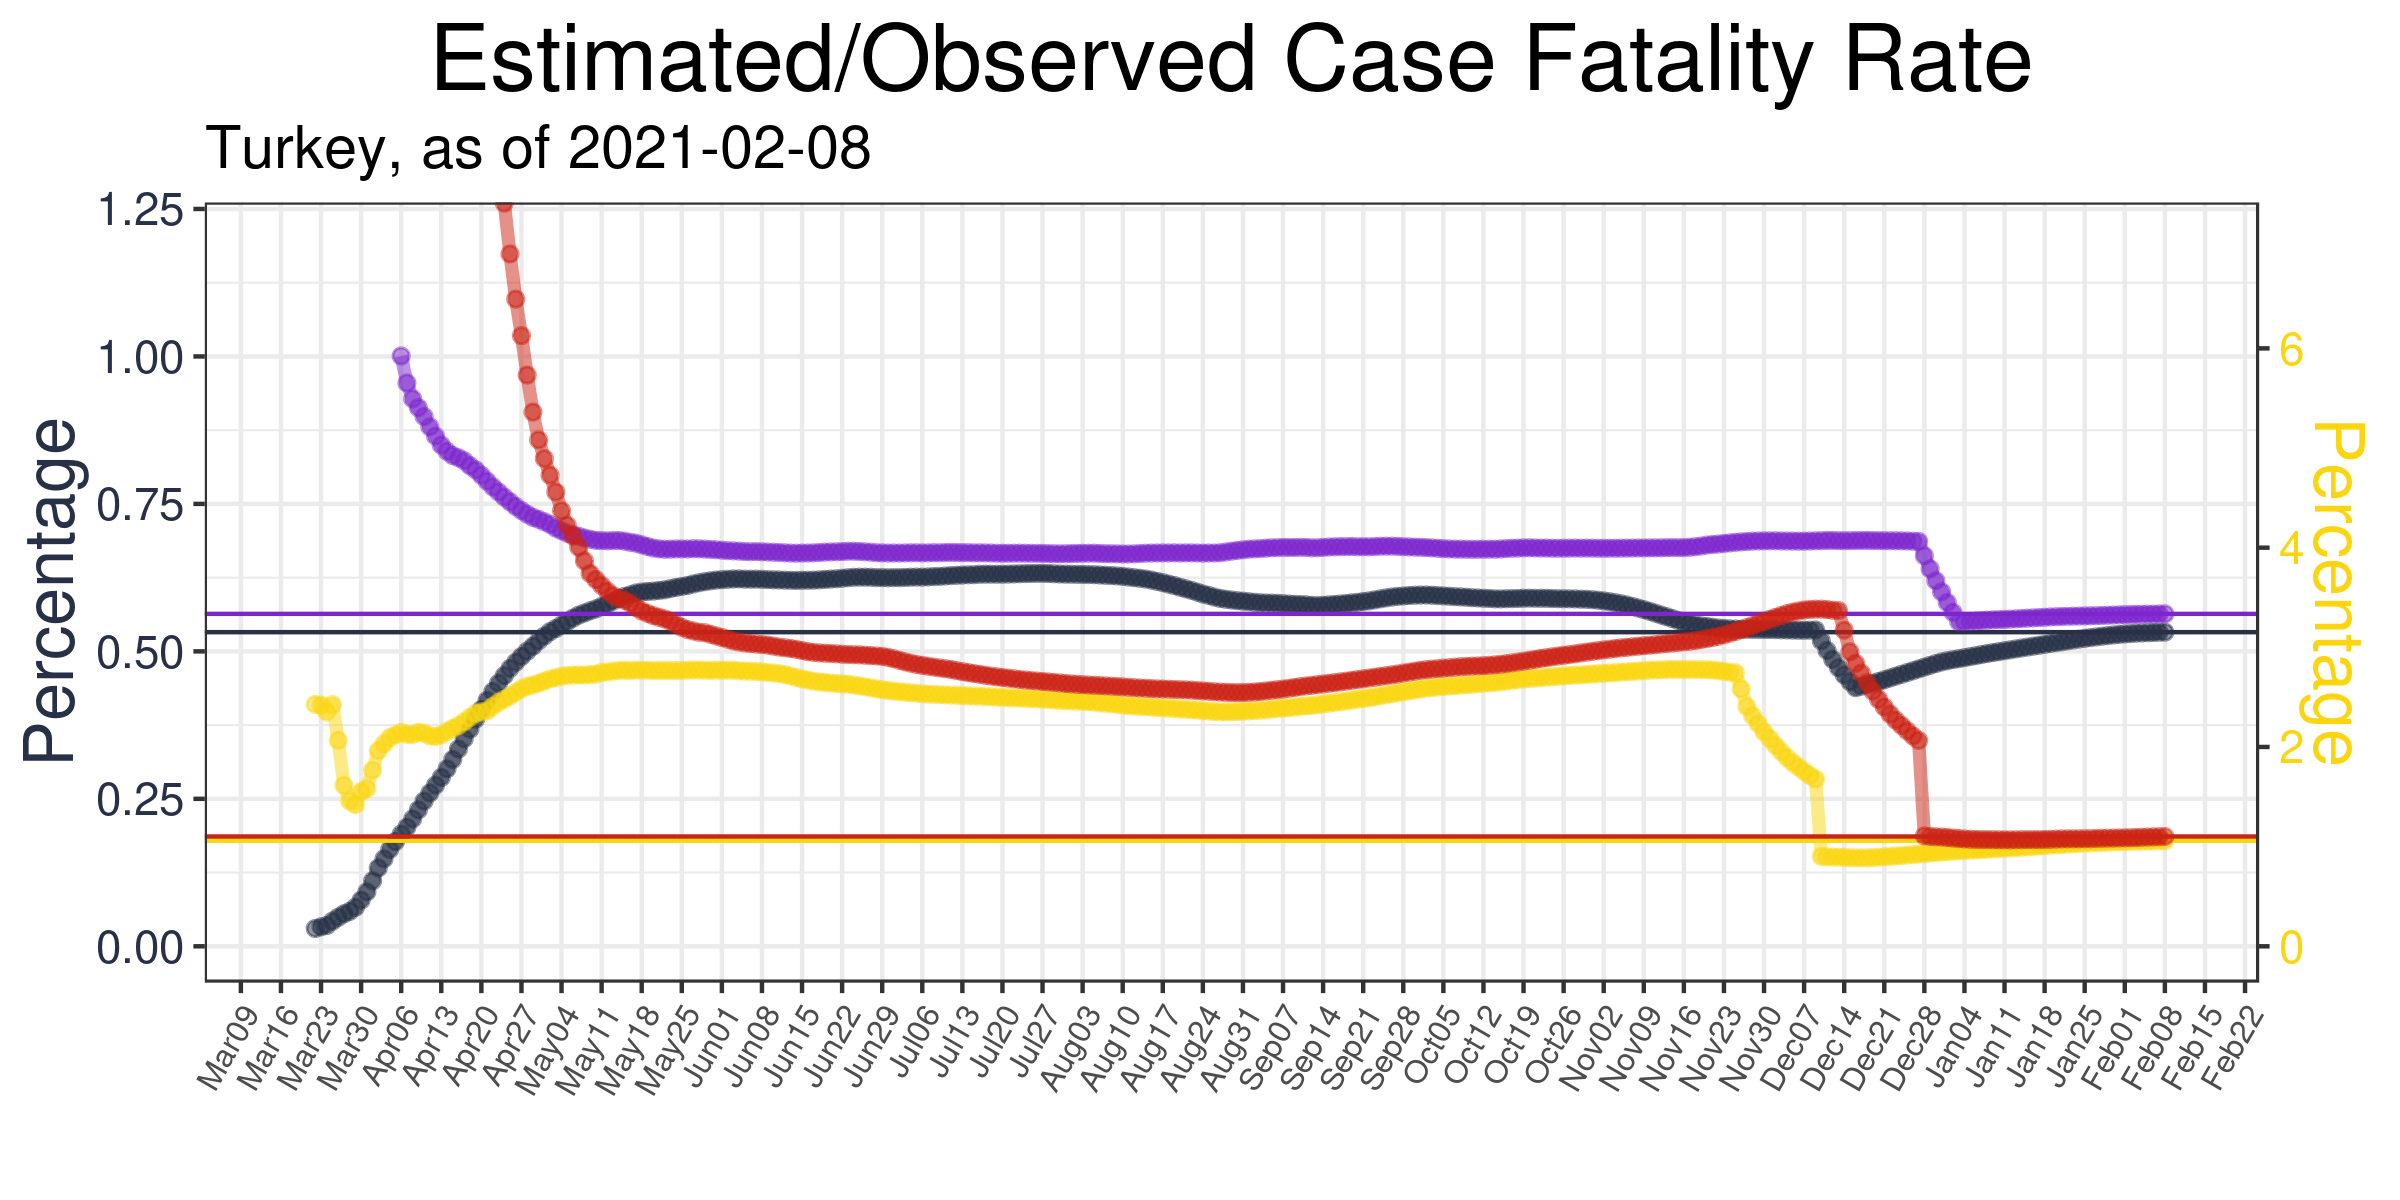 Estimated/Observed Case Fatality Rate
Turkey, as of 2021-02-08
Percentage
1.25
1.00
0.75
0.50
0.25
0.00
6
4
2
0
Percentage
Mar09
Mar16
Mar23
Mar30
Apr06
Apr13
Apr20
Apr27
May04
May11
May18
May25
Jun01
Jun08
Jun15
Jun22
Jun29
Jul06
Jul13
Jul20
Jul27
Aug03
Aug10
Aug17
Aug24
Aug31
Sep07
Sep14
Sep21
Sep28
Oct05
Oct12
Oct19
Oct26
Nov02
Nov09
Nov16
Nov23
Nov30
Dec07
Dec14
Dec21
Dec28
Jan04
Jan11
Jan18
Jan25
Feb01
Feb08
Feb15
Feb22